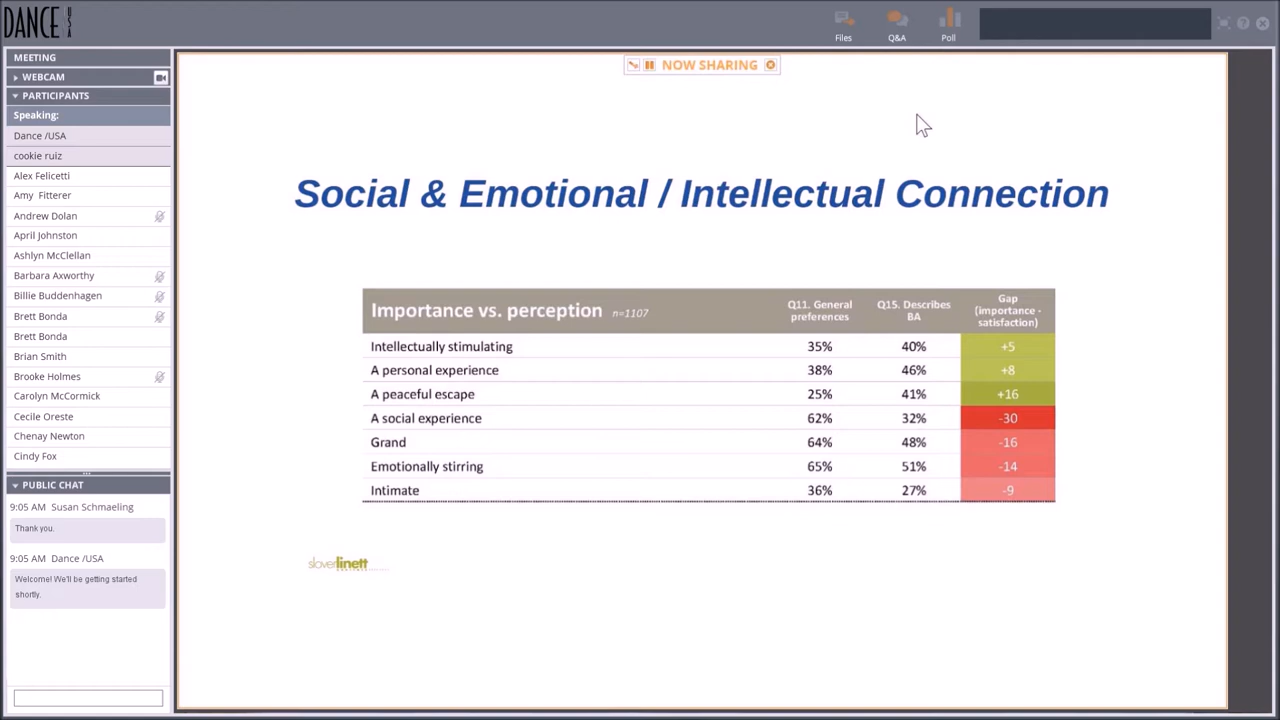 DANCE USA
Files
Q&A
Poll
MEETING
WEBCAM
PARTICIPANTS
Speaking:
Dance /USA
cookie ruiz
Alex Felicetti
Amy Fitterer
Andrew Dolan
April Johnston
Ashlyn McClellan
Barbara Axworthy
Billie Buddenhagen
Brett Bonda
Brett Bonda
Brian Smith
Brooke Holmes
Carolyn McCormick
Cecile Oreste
Chenay Newton
Cindy Fox
PUBLIC CHAT
9:05 AM Susan Schmaeling
Thank you.
9:05 AM Dance /USA
Welcome! We'll be getting started
shortly.
NOW SHARING
Social & Emotional / Intellectual Connection
Importance vs. perception n=1107 Q11. General preferences Q15. Describes BA Gap (importance - satisfaction)
Intellectually stimulating 35% 40% +5
A personal experience 38% 46% +8
A peaceful escape 25% 41% +16
A social experience 62% 32% -30
Grand 64% 48% -16
Emotionally stirring 65% 51% -14
Intimate 36% 27% -9
sloverlinett